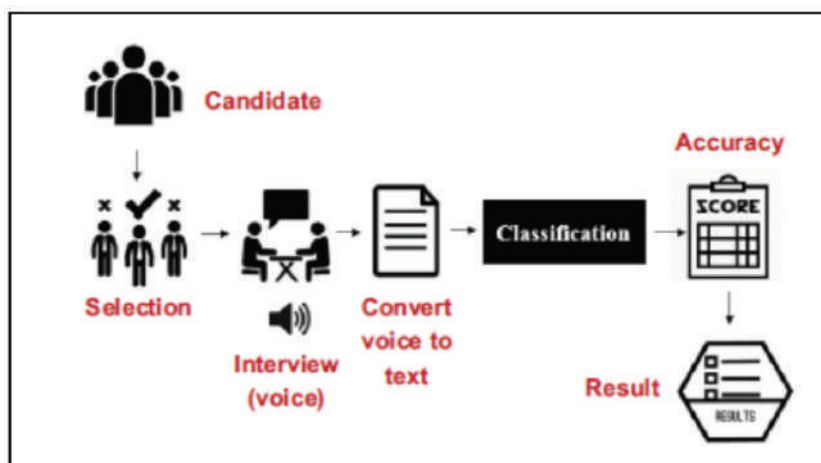 Candidate
Selection
Interview
(voice)
Convert
voice to
text
Classification
Accuracy
SCORE
Result
RESULTS